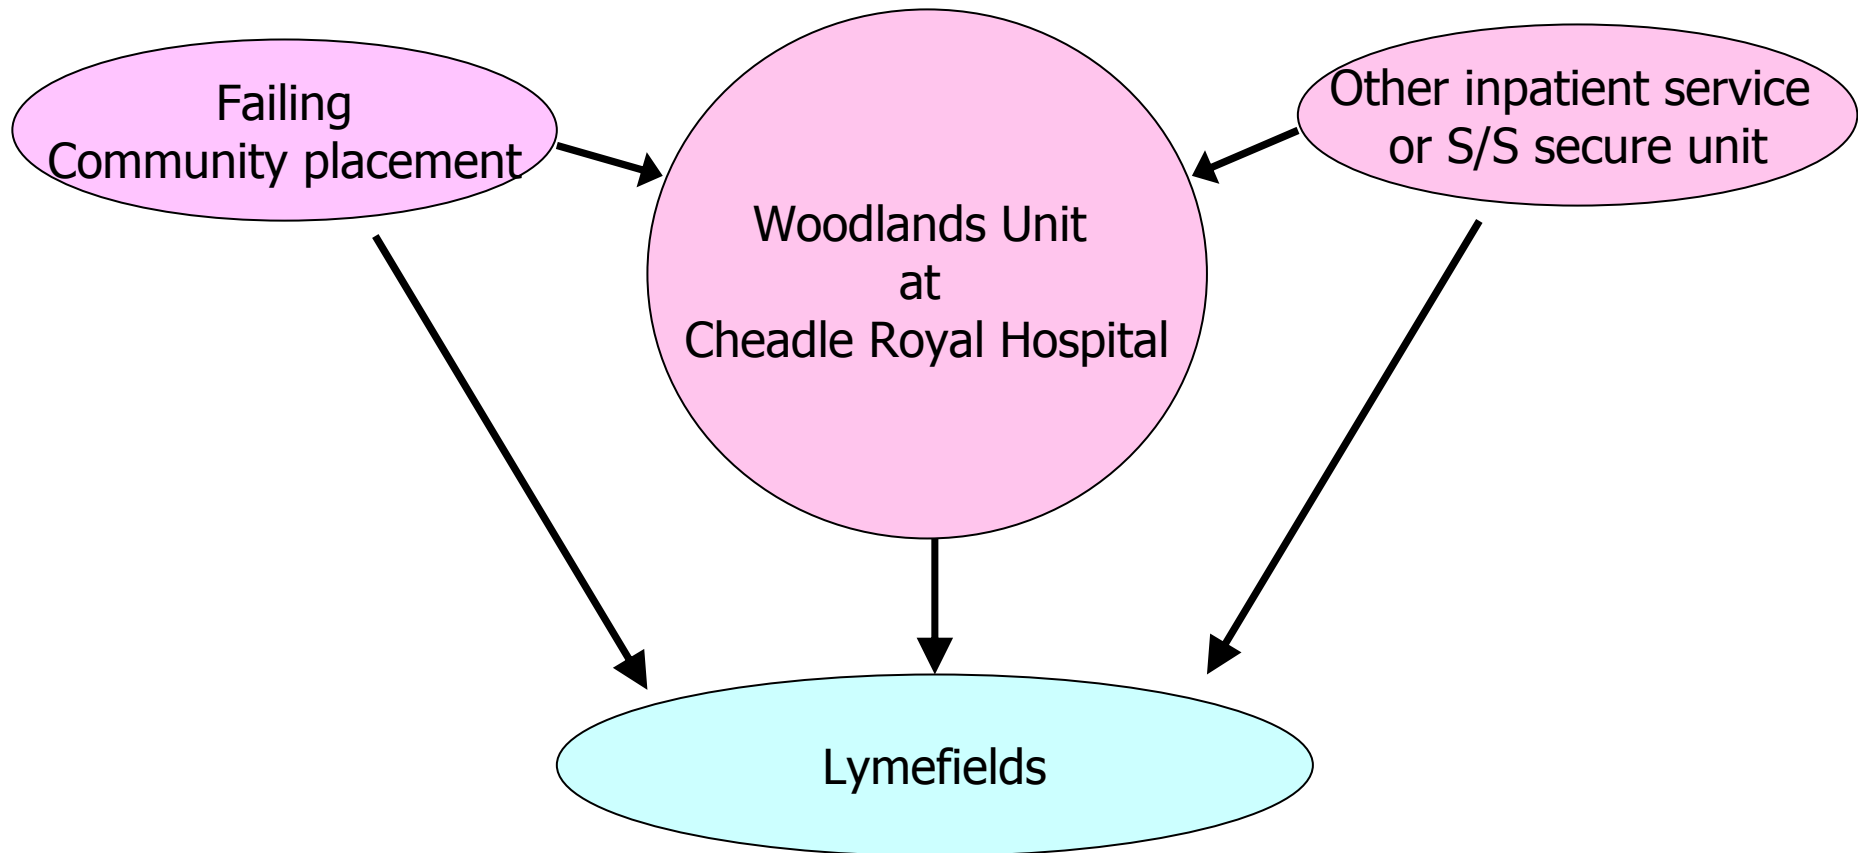 Failing
Community placement
Woodlands Unit
at
Cheadle Royal Hospital
Other inpatient service
or S/S secure unit
Lymefields